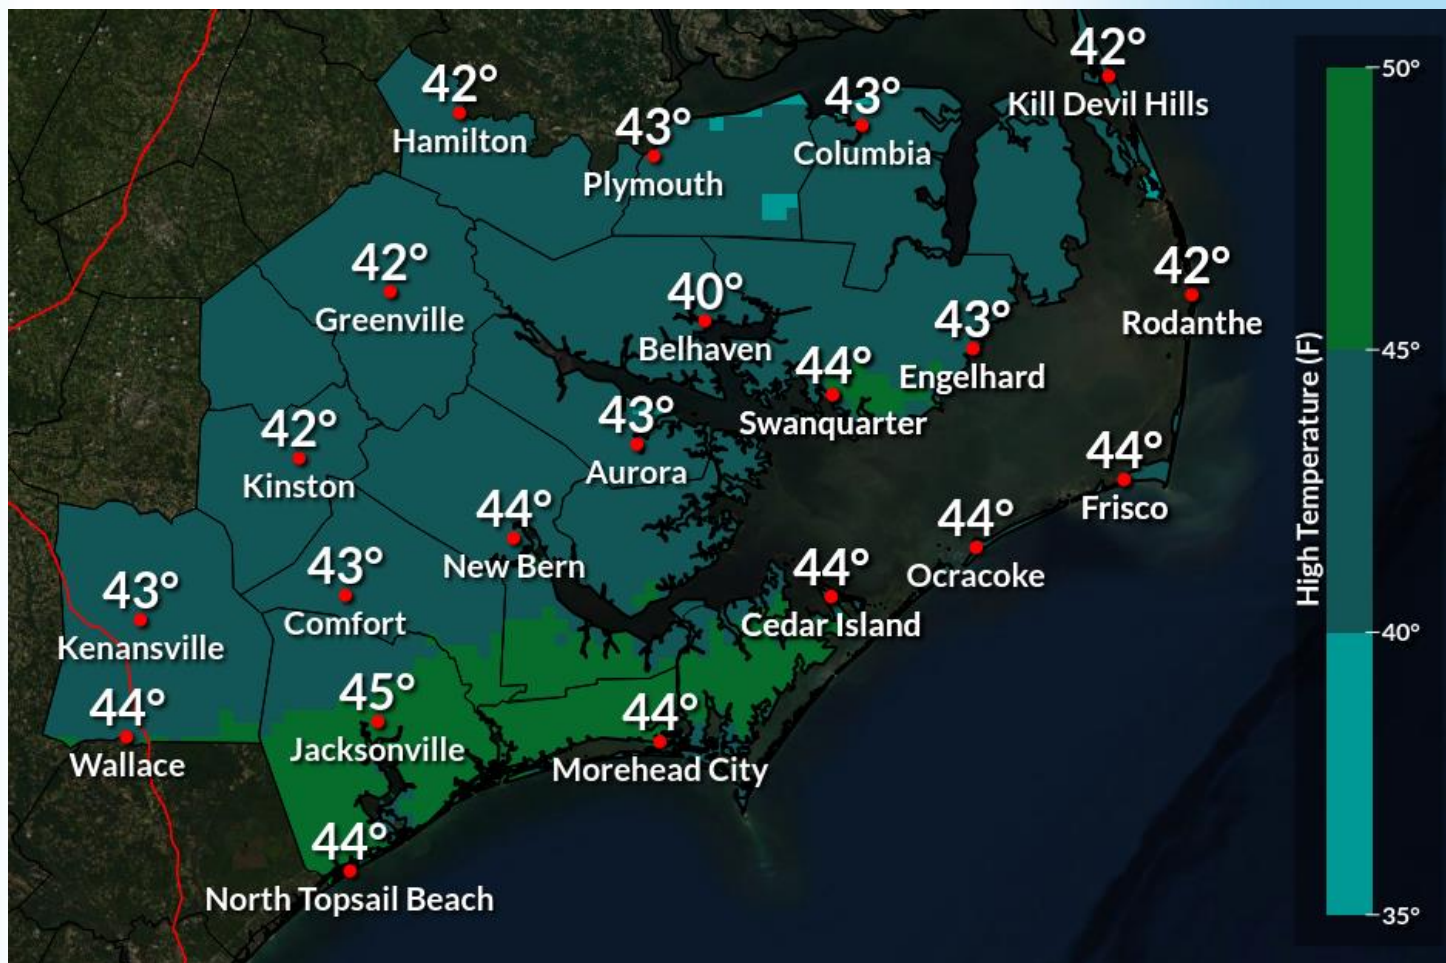 42°
Kill Devil Hills
42°
Hamilton
43°
Plymouth
43°
Columbia
42°
Greenville
40°
Belhaven
42°
Rodanthe
43°
Engelhard
44°
Swanquarter
42°
Kinston
43°
Aurora
44°
Frisco
44°
New Bern
44°
Ocracoke
43°
Comfort
44°
Cedar Island
43°
Kenansville
45°
Jacksonville
44°
Wallace
44°
Morehead City
44°
North Topsail Beach
50°
45°
40°
35°
High Temperature (F)